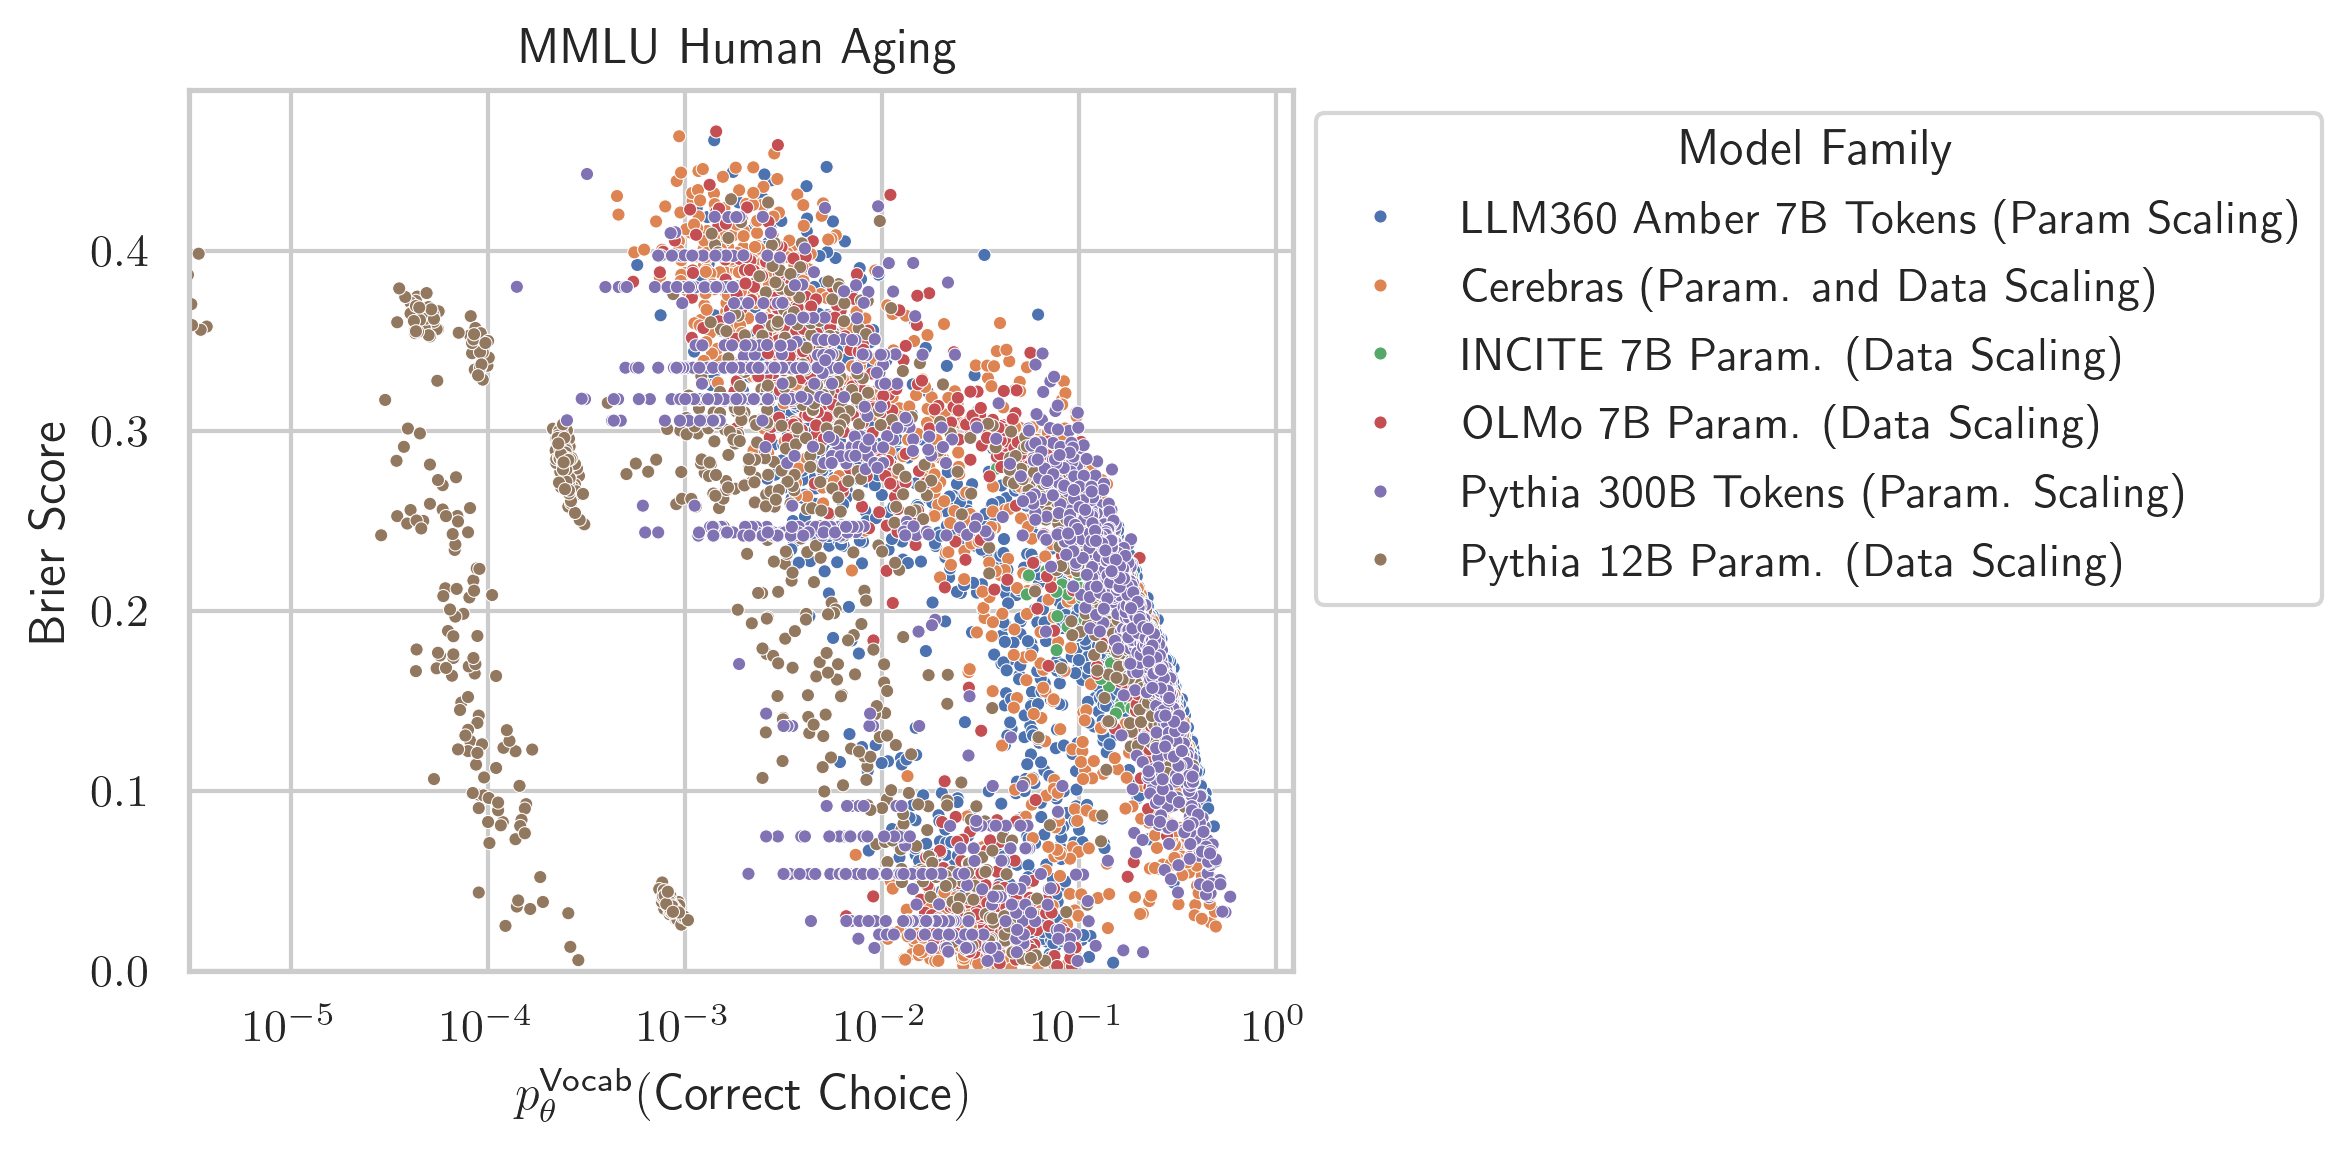 MMLU Human Aging
Brier Score
0.4
0.3
0.2
0.1
0.0
10⁻⁵ 10⁻⁴ 10⁻³ 10⁻² 10⁻¹ 10⁰
p_θ^Vocab(Correct Choice)
Model Family
LLM360 Amber 7B Tokens (Param Scaling)
Cerebras (Param. and Data Scaling)
INCITE 7B Param. (Data Scaling)
OLMo 7B Param. (Data Scaling)
Pythia 300B Tokens (Param. Scaling)
Pythia 12B Param. (Data Scaling)